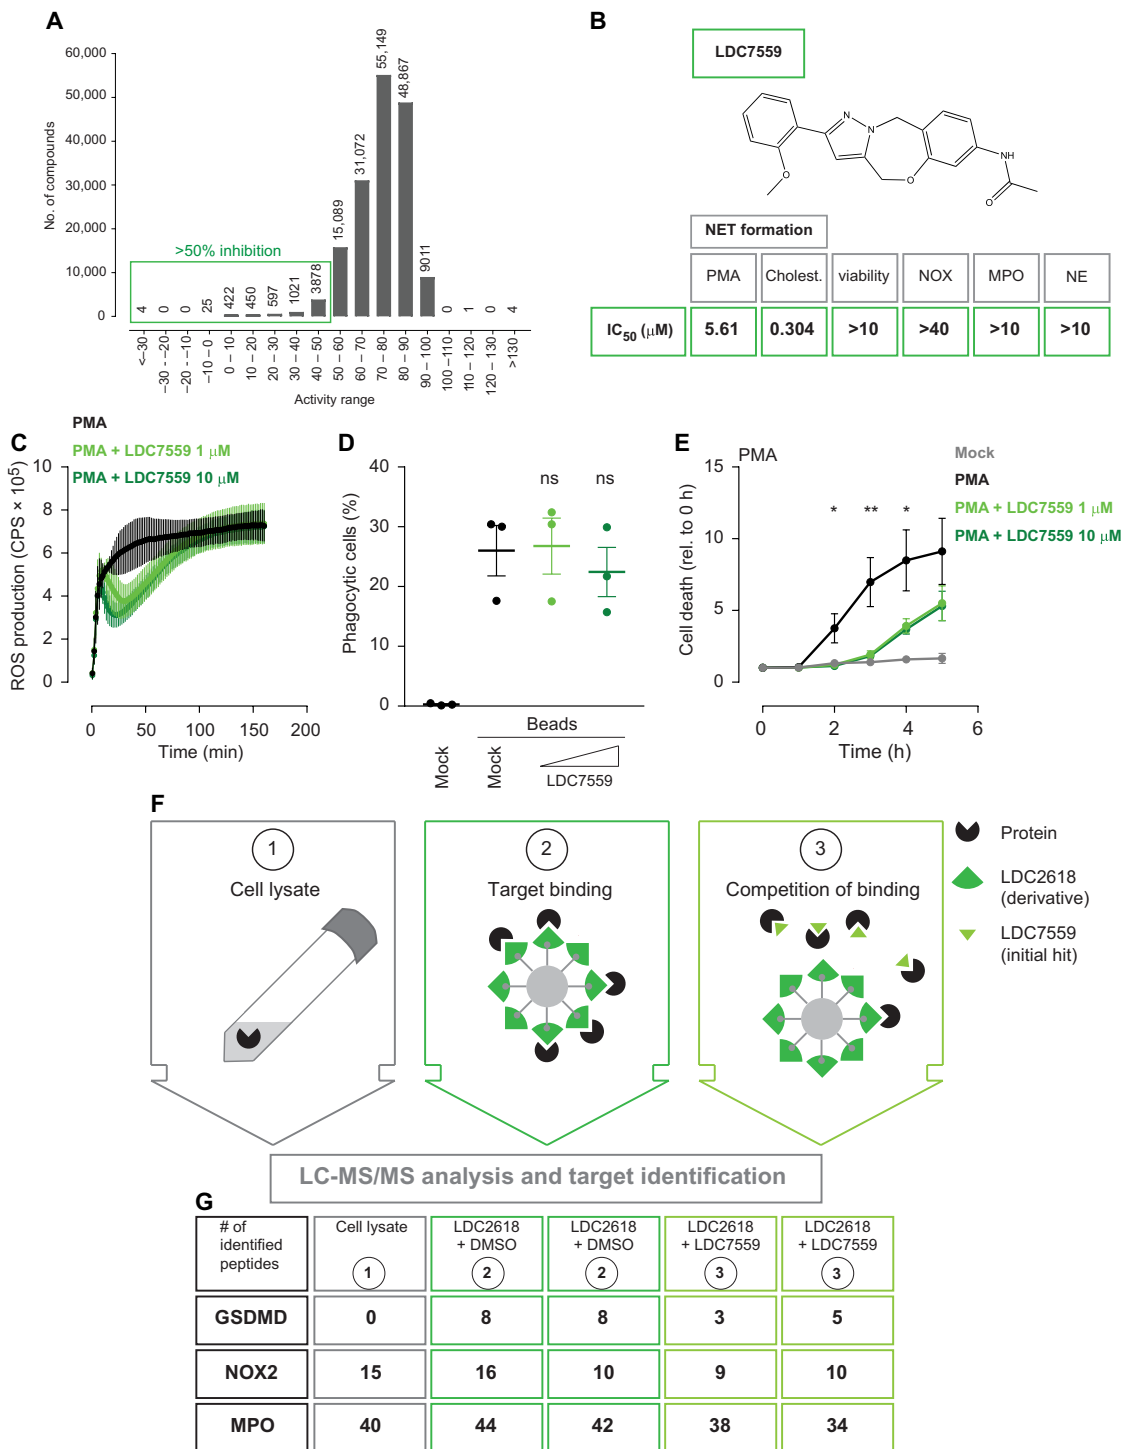 A
No. of compounds
60,000
50,000
40,000
30,000
20,000
10,000
0
>50% inhibition
4
0
0
25
422
450
597
1021
3878
15,089
31,072
55,149
48,867
9011
0
1
0
4
<–30
–30 – –20
–20 – –10
–10 – 0
0 – 10
10 – 20
20 – 30
30 – 40
40 – 50
50 – 60
60 – 70
70 – 80
80 – 90
90 – 100
100 – 110
110 – 120
120 – 130
>130
Activity range
B
LDC7559
N
N
O
O
NH
O
NET formation
PMA Cholest. viability NOX MPO NE
IC50 (μM) 5.61 0.304 >10 >40 >10 >10
C
PMA
PMA + LDC7559 1 μM
PMA + LDC7559 10 μM
ROS production (CPS × 10⁵)
10
8
6
4
2
0
0 50 100 150 200
Time (min)
D
Phagocytic cells (%)
40
30
20
10
0
ns ns
Beads
Mock
Mock
LDC7559
E
PMA
Mock
PMA
PMA + LDC7559 1 μM
PMA + LDC7559 10 μM
Cell death (rel. to 0 h)
15
10
5
0
* ** *
0 2 4 6
Time (h)
F
1
Cell lysate
2
Target binding
3
Competition of binding
Protein
LDC2618
(derivative)
LDC7559
(initial hit)
LC-MS/MS analysis and target identification
G
# of
identified
peptides
Cell lysate
1
LDC2618
+ DMSO
2
LDC2618
+ DMSO
2
LDC2618
+ LDC7559
3
LDC2618
+ LDC7559
3
GSDMD 0 8 8 3 5
NOX2 15 16 10 9 10
MPO 40 44 42 38 34